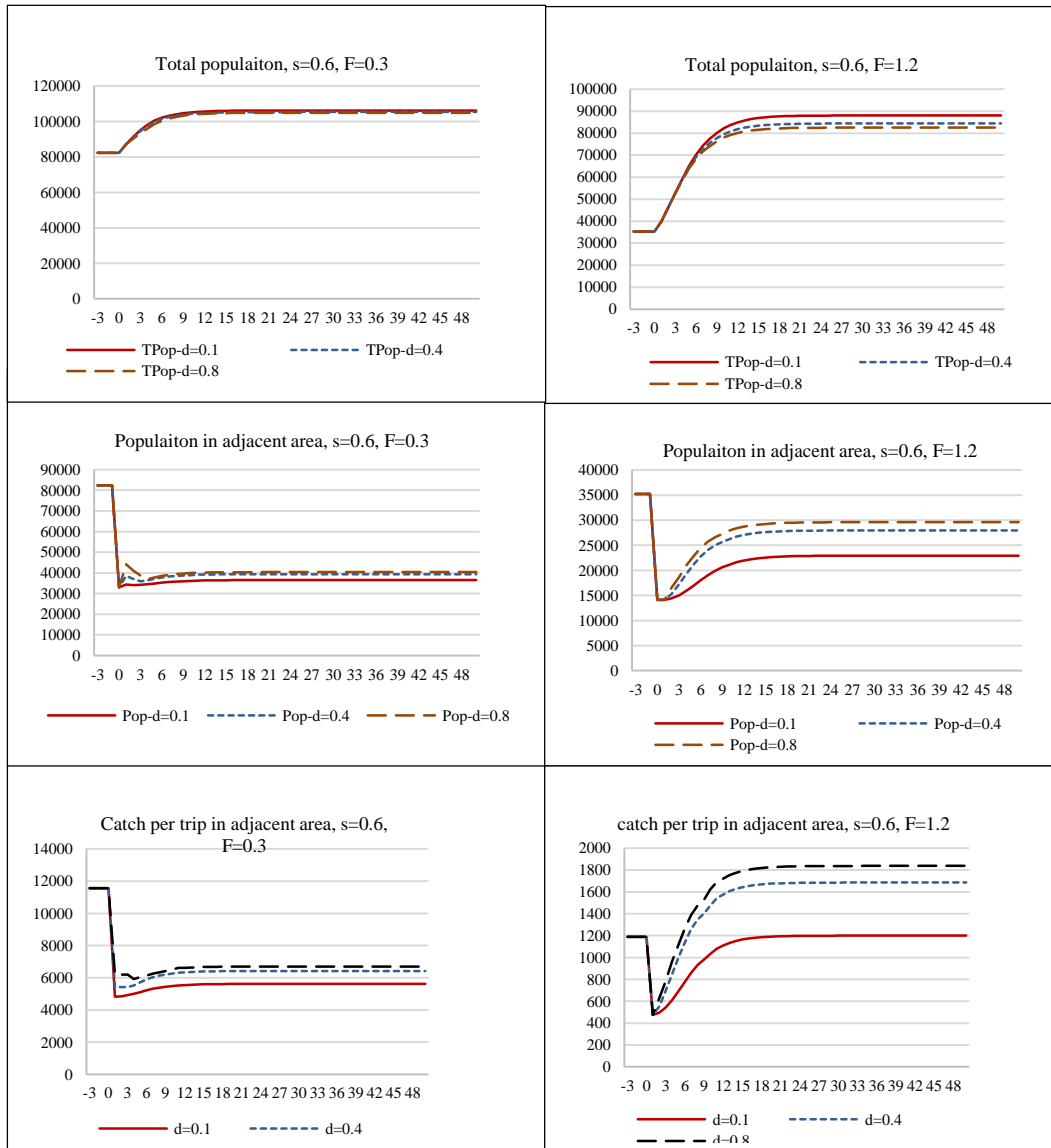 Total populaiton, s=0.6, F=0.3
120000
100000
80000
60000
40000
20000
0
-3 0 3 6 9 12 15 18 21 24 27 30 33 36 39 42 45 48
TPop-d=0.1 TPop-d=0.4
TPop-d=0.8
Total population, s=0.6, F=1.2
100000
90000
80000
70000
60000
50000
40000
30000
20000
10000
0
-3 0 3 6 9 12 15 18 21 24 27 30 33 36 39 42 45 48
TPop-d=0.1 TPop-d=0.4
TPop-d=0.8
Populaiton in adjacent area, s=0.6, F=0.3
90000
80000
70000
60000
50000
40000
30000
20000
10000
0
-3 0 3 6 9 12 15 18 21 24 27 30 33 36 39 42 45 48
Pop-d=0.1 Pop-d=0.4 Pop-d=0.8
Populaiton in adjacent area, s=0.6, F=1.2
40000
35000
30000
25000
20000
15000
10000
5000
0
-3 0 3 6 9 12 15 18 21 24 27 30 33 36 39 42 45 48
Pop-d=0.1 Pop-d=0.4
Pop-d=0.8
Catch per trip in adjacent area, s=0.6,
F=0.3
14000
12000
10000
8000
6000
4000
2000
0
-3 0 3 6 9 12 15 18 21 24 27 30 33 36 39 42 45 48
d=0.1 d=0.4
catch per trip in adjacent area, s=0.6, F=1.2
2000
1800
1600
1400
1200
1000
800
600
400
200
0
-3 0 3 6 9 12 15 18 21 24 27 30 33 36 39 42 45 48
d=0.1 d=0.4
d=0.8